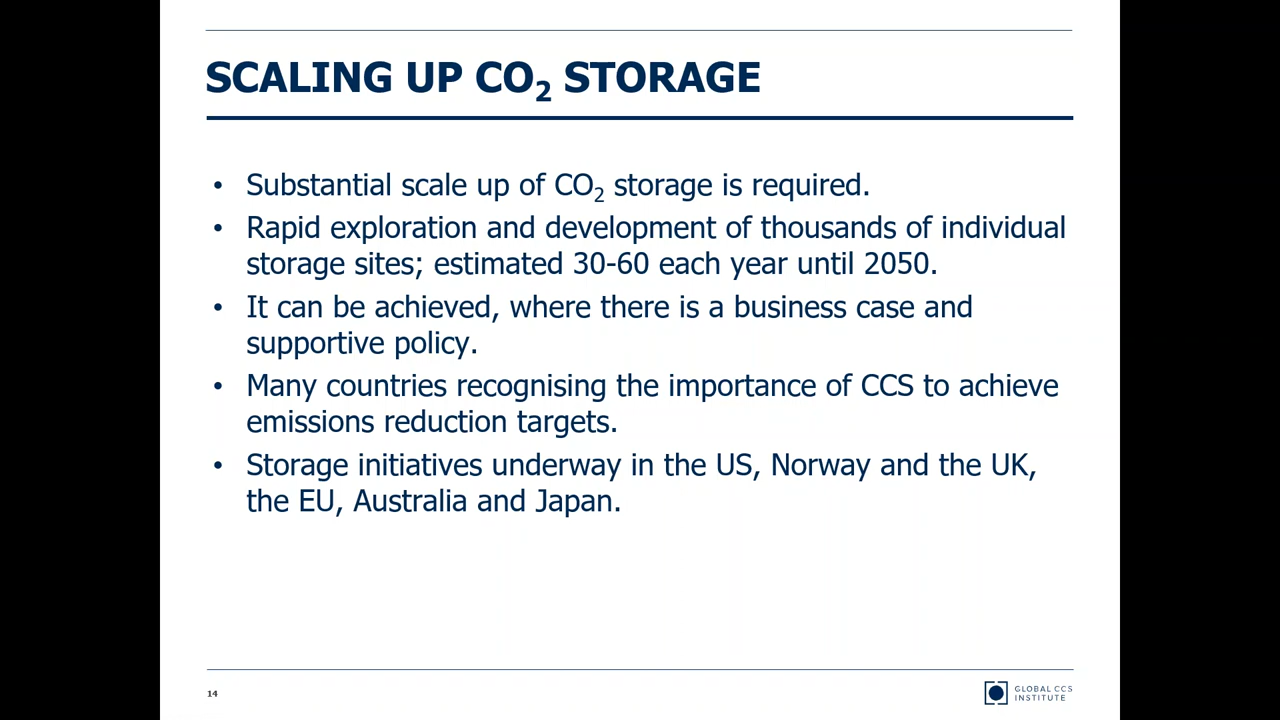 SCALING UP CO₂ STORAGE
• Substantial scale up of CO₂ storage is required.
• Rapid exploration and development of thousands of individual
storage sites; estimated 30-60 each year until 2050.
• It can be achieved, where there is a business case and
supportive policy.
• Many countries recognising the importance of CCS to achieve
emissions reduction targets.
• Storage initiatives underway in the US, Norway and the UK,
the EU, Australia and Japan.
14
GLOBAL CCS
INSTITUTE